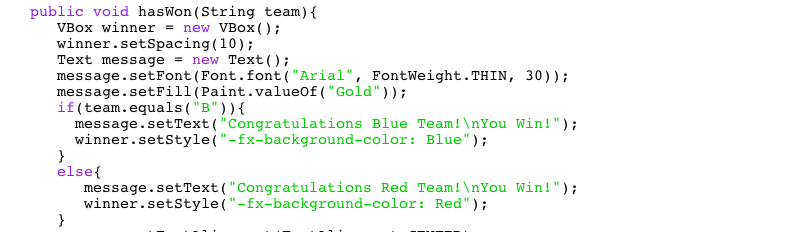 public void hasWon(String team){
VBox winner = new VBox();
winner.setSpacing(10);
Text message = new Text();
message.setFont(Font.font("Arial", FontWeight.THIN, 30));
message.setFill(Paint.valueOf("Gold"));
if(team.equals("B")){
message.setText("Congratulations Blue Team!\nYou Win!");
winner.setStyle("-fx-background-color: Blue");
}
else{
message.setText("Congratulations Red Team!\nYou Win!");
winner.setStyle("-fx-background-color: Red");
}